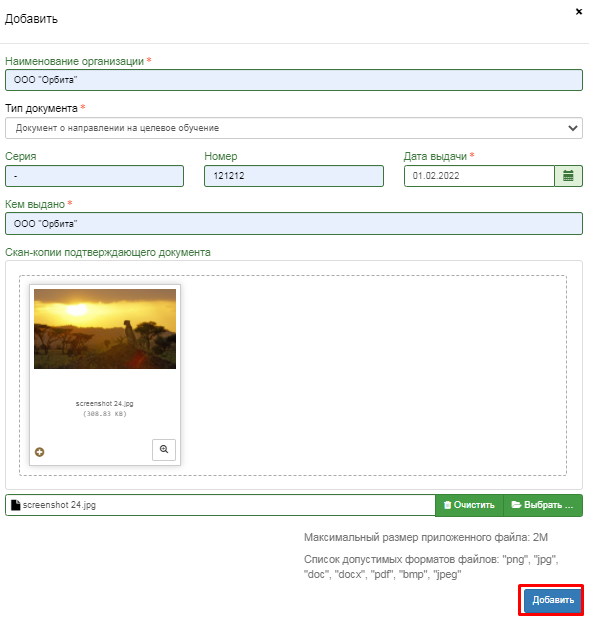 Добавить ×
Наименование организации *
ООО "Орбита"
Тип документа *
Документ о направлении на целевое обучение
Серия Номер Дата выдачи *
- 121212 01.02.2022
Кем выдано *
ООО "Орбита"
Скан-копии подтверждающего документа
screenshot 24.jpg
(308.83 KB)
screenshot 24.jpg Очистить Выбрать ...
Максимальный размер приложенного файла: 2M
Список допустимых форматов файлов: "png", "jpg",
"doc", "docx", "pdf", "bmp", "jpeg"
Добавить